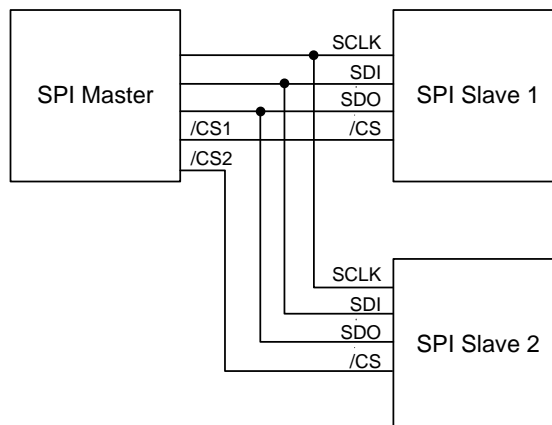 SCLK
SDI
SPI Master
SDO
SPI Slave 1
/CS1
/CS
/CS2
SCLK
SDI
SDO
SPI Slave 2
/CS